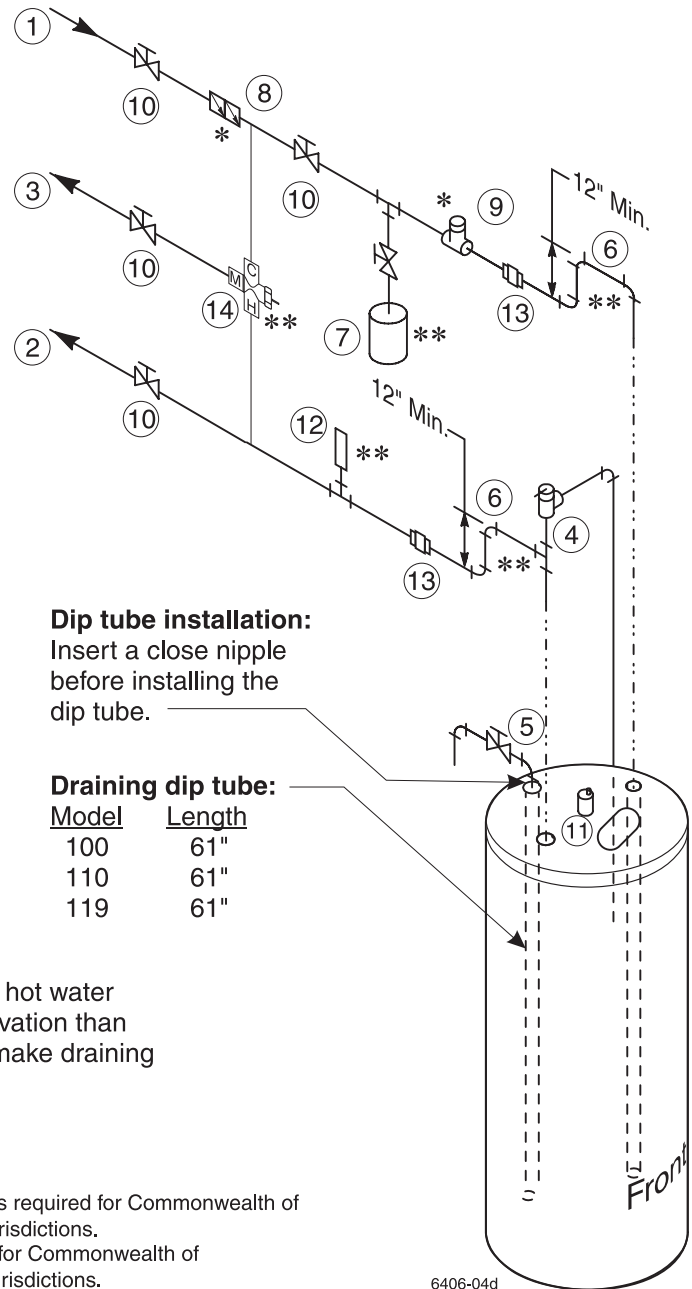 1
10
8
*
3
10
12" Min.
*
9
6
10
C
M
H
14
**
13
**
7
**
2
12" Min.
10
12
**
6
4
13
**
Dip tube installation:
Insert a close nipple
before installing the
dip tube.
5
Draining dip tube:
Model Length
100 61"
110 61"
119 61"
11
hot water
vation than
make draining
Front
s required for Commonwealth of
risdictions.
for Commonwealth of
risdictions.
6406-04d